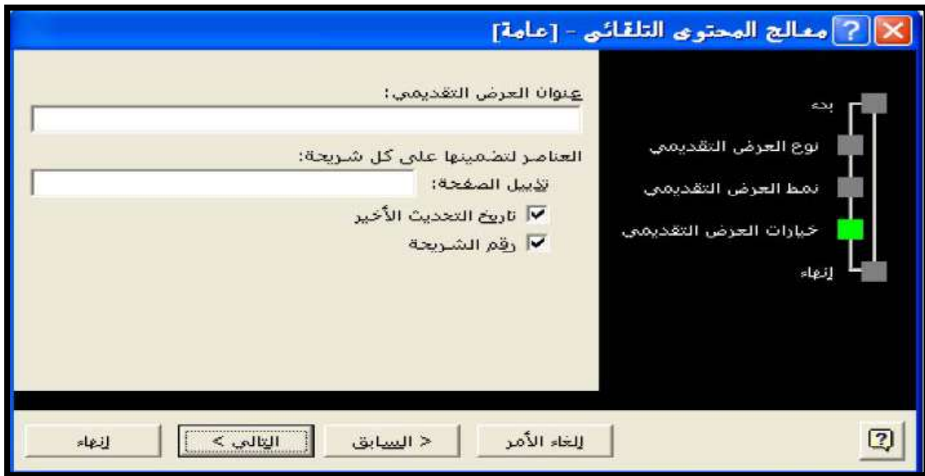 معالج المحتوى التلقائي - [عامة]
بدء
نوع العرض التقديمي
نمط العرض التقديمي
خيارات العرض التقديمي
إنهاء
عنوان العرض التقديمي:
العناصر لتضمينها على كل شريحة:
تذييل الصفحة:
تاريخ التحديث الأخير
رقم الشريحة
إلغاء الأمر
< السابق
التالي >
إنهاء